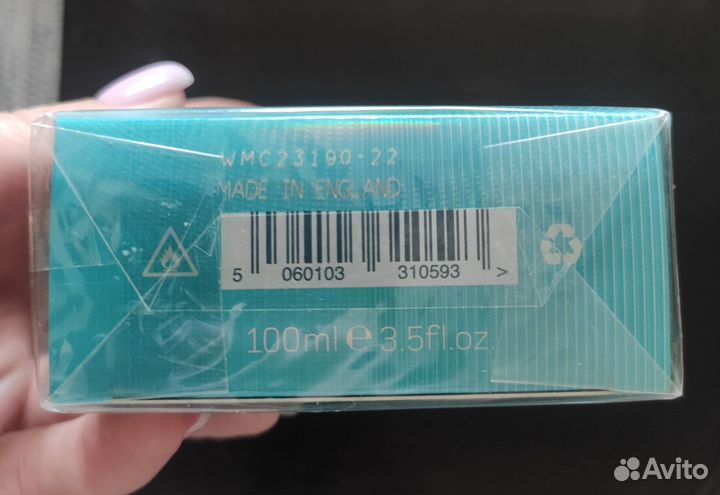 WMC23190-22
MADE IN ENGLAND
5 060103 310593 >
100ml e 3.5fl.oz.
Avito